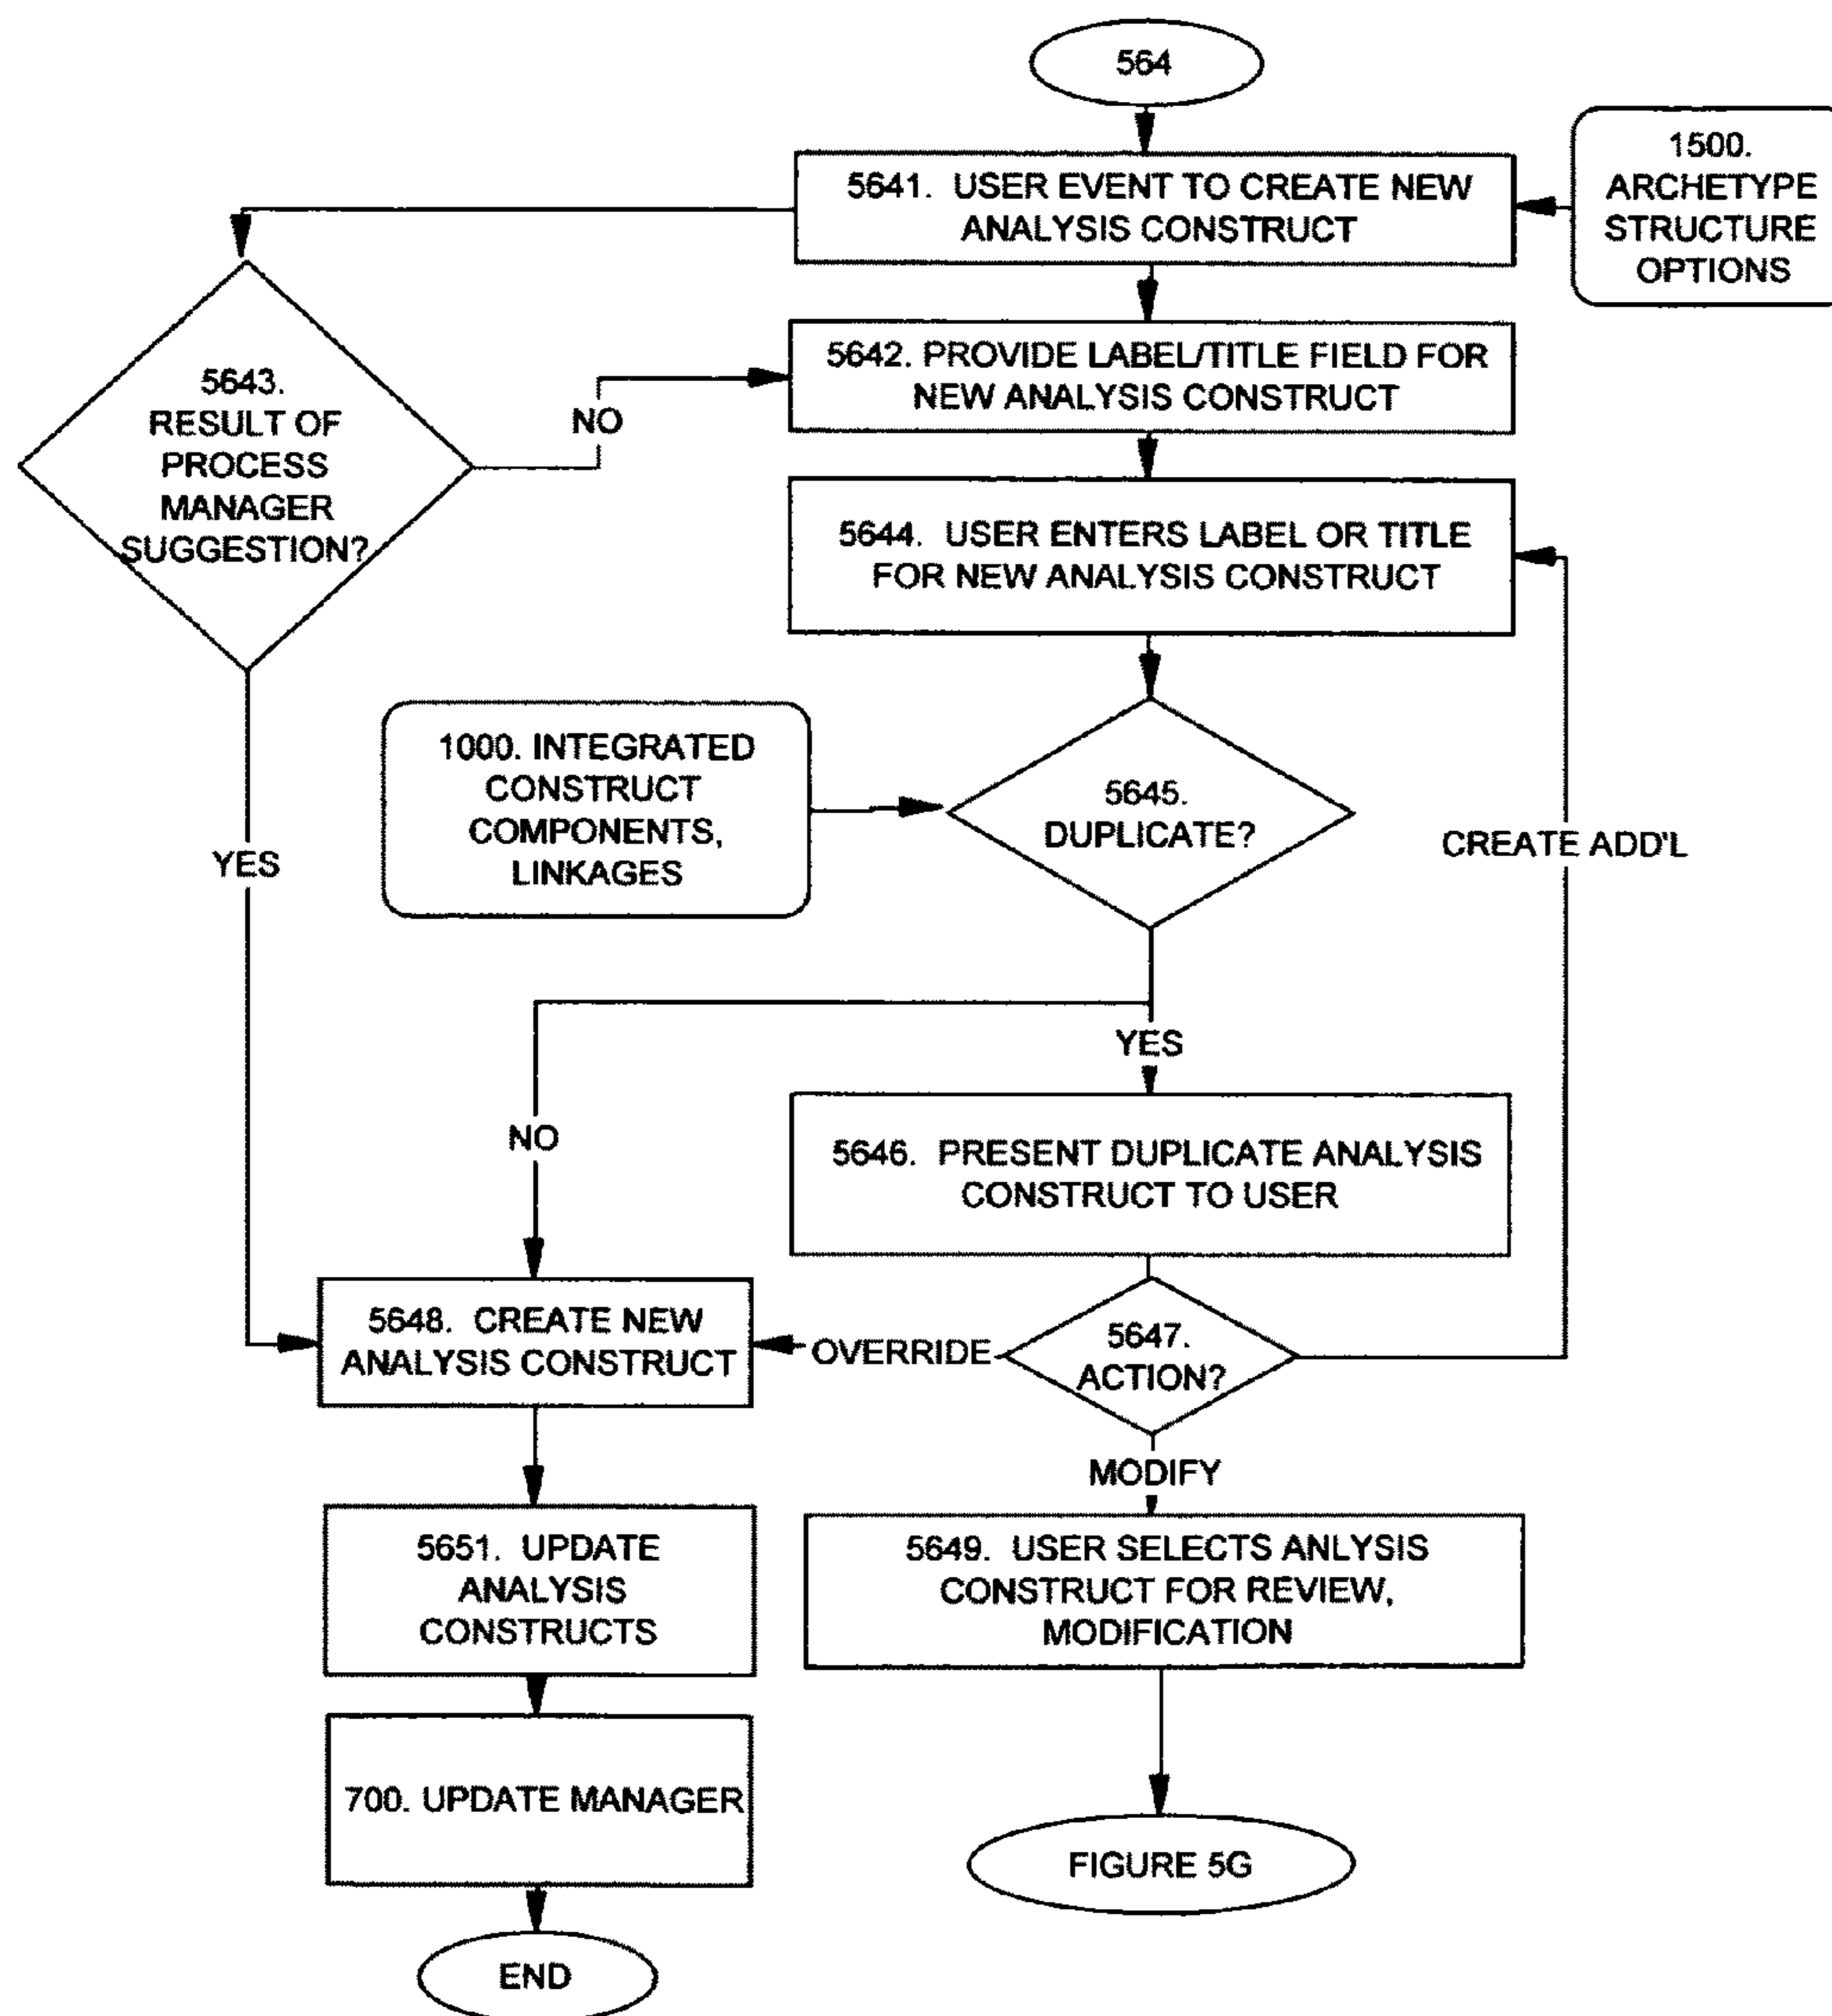 564
5641. USER EVENT TO CREATE NEW
ANALYSIS CONSTRUCT
1500.
ARCHETYPE
STRUCTURE
OPTIONS
5642. PROVIDE LABEL/TITLE FIELD FOR
NEW ANALYSIS CONSTRUCT
5643.
RESULT OF
PROCESS
MANAGER
SUGGESTION?
NO
5644. USER ENTERS LABEL OR TITLE
FOR NEW ANALYSIS CONSTRUCT
1000. INTEGRATED
CONSTRUCT
COMPONENTS,
LINKAGES
5645.
DUPLICATE?
YES
CREATE ADD'L
YES
NO
5646. PRESENT DUPLICATE ANALYSIS
CONSTRUCT TO USER
5648. CREATE NEW
ANALYSIS CONSTRUCT
OVERRIDE
5647.
ACTION?
MODIFY
5651. UPDATE
ANALYSIS
CONSTRUCTS
5649. USER SELECTS ANLYSIS
CONSTRUCT FOR REVIEW,
MODIFICATION
700. UPDATE MANAGER
FIGURE 5G
END